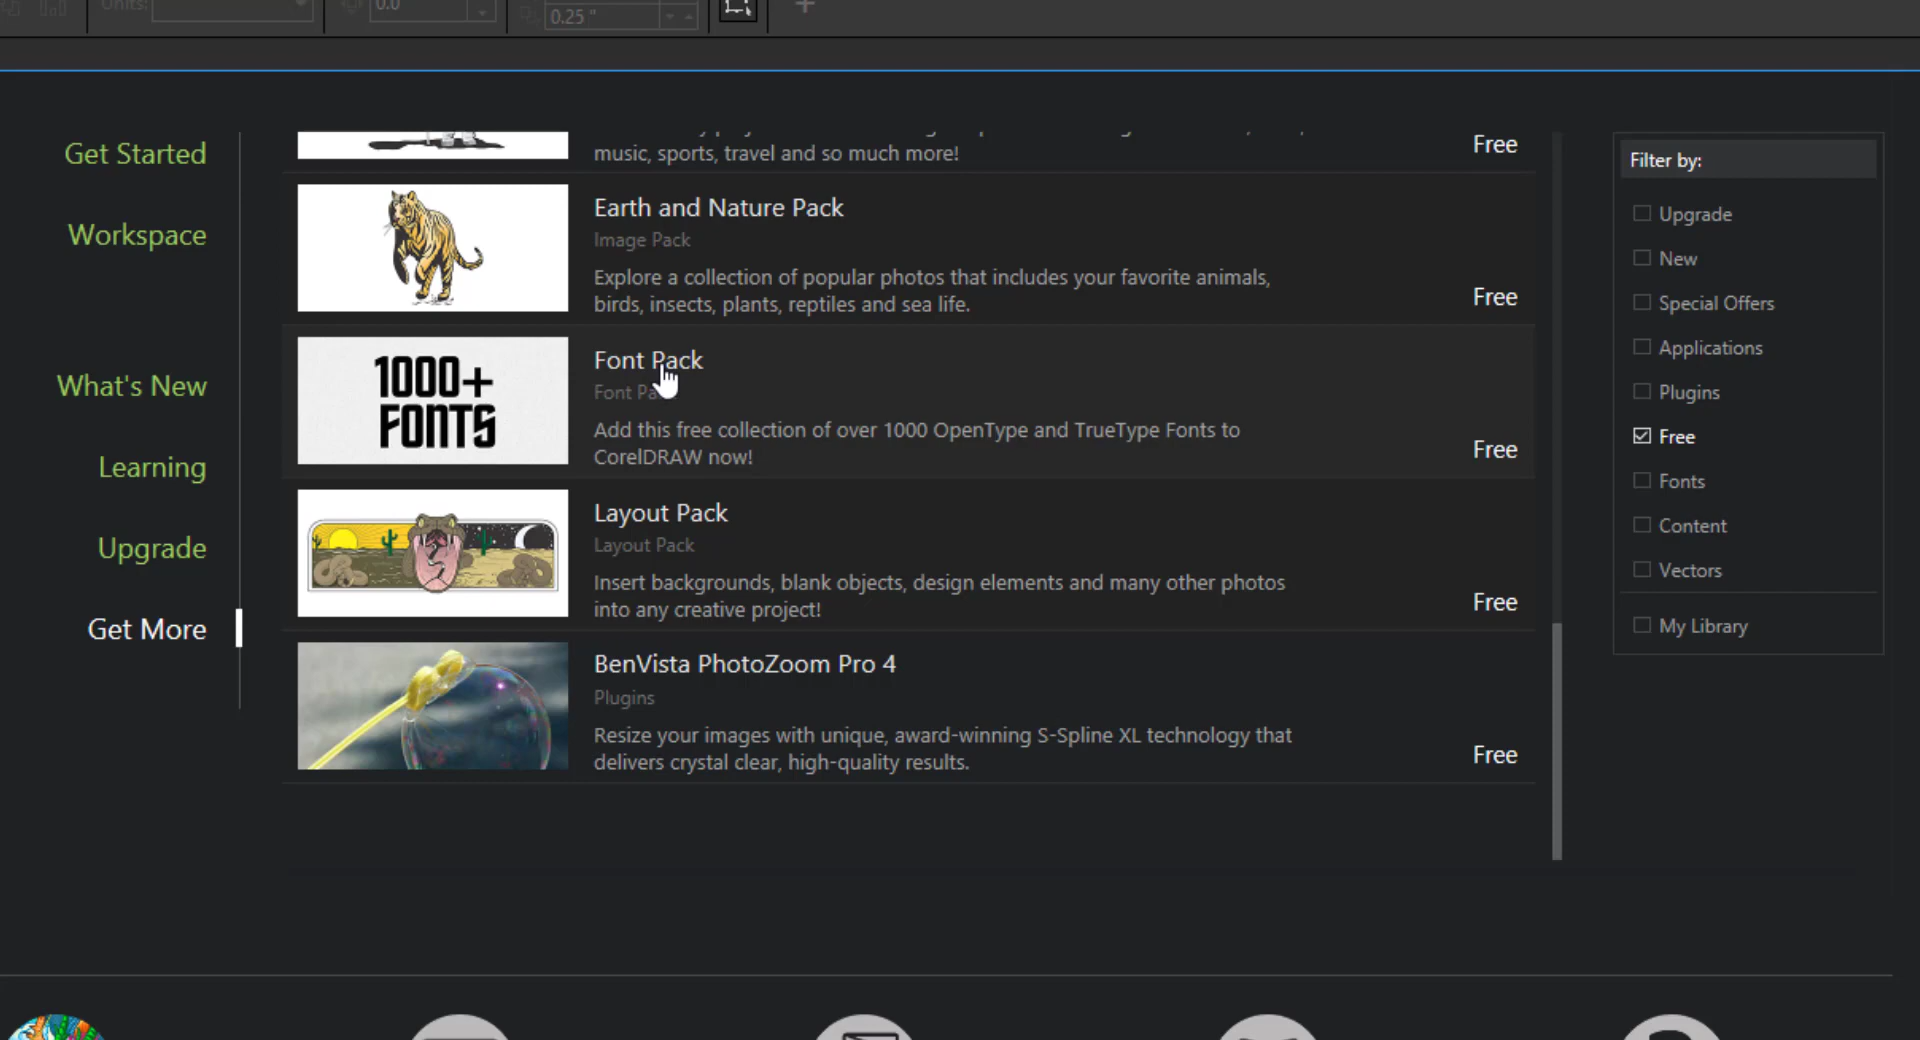 Units:
0.0
0.25 "
Get Started
Workspace
What's New
Learning
Upgrade
Get More
music, sports, travel and so much more!
Free
Earth and Nature Pack
Image Pack
Explore a collection of popular photos that includes your favorite animals,
birds, insects, plants, reptiles and sea life.
Free
1000+
FONTS
Font Pack
Font
Add this free collection of over 1000 OpenType and TrueType Fonts to
CorelDRAW now!
Free
Layout Pack
Layout Pack
Insert backgrounds, blank objects, design elements and many other photos
into any creative project!
Free
BenVista PhotoZoom Pro 4
Plugins
Resize your images with unique, award-winning S-Spline XL technology that
delivers crystal clear, high-quality results.
Free
Filter by:
Upgrade
New
Special Offers
Applications
Plugins
Free
Fonts
Content
Vectors
My Library